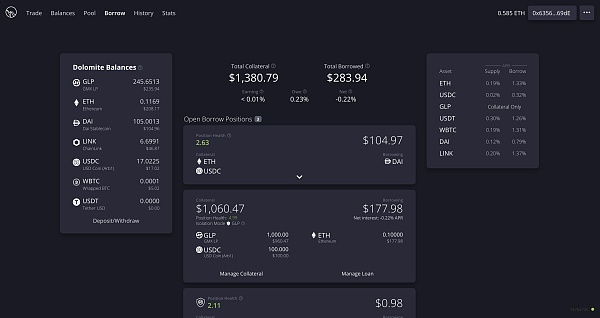 Trade Balances Pool Borrow History Stats
0.585 ETH 0x6356...69dE
Dolomite Balances
GLP 245.6513
GMX LP $235.94
ETH 0.1169
Ethereum $208.17
DAI 105.0013
Dai Stablecoin $104.96
LINK 6.6991
ChainLink $46.87
USDC 17.0225
USD Coin (Arb1) $17.02
WBTC 0.0001
Wrapped BTC $5.02
USDT 0.0000
Tether USD $0.00
Deposit/Withdraw
Total Collateral Total Borrowed
$1,380.79 $283.94
Earning Owe Net
< 0.01% 0.23% -0.22%
Open Borrow Positions 3
Position Health
2.63 $104.97
Collateral Borrowing
ETH DAI
USDC
Collateral Borrowing
$1,060.47 $177.98
Position Health: 4.79 Net interest: -0.22% APR
Isolation Mode GLP
GLP 1,000.00 ETH 0.10000
GMX LP $960.47 Ethereum $177.98
USDC 100.000
USD Coin (Arb1) $100.00
Manage Collateral Manage Loan
Position Health
2.11 $0.98
Collateral Borrowing
APR
Asset Supply Borrow
ETH 0.19% 1.33%
USDC 0.02% 0.32%
GLP Collateral Only
USDT 0.30% 1.26%
WBTC 0.19% 1.31%
DAI 0.12% 0.79%
LINK 0.20% 1.37%